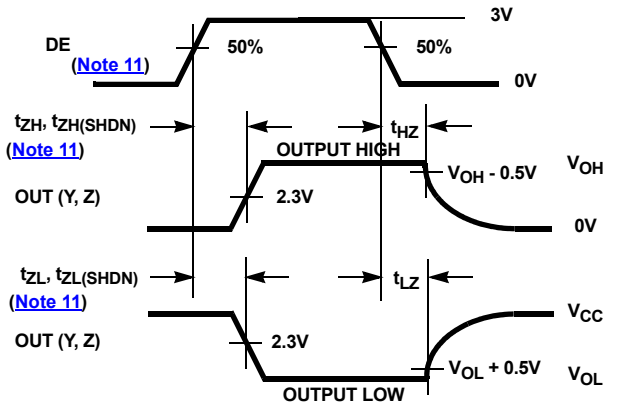 3V
DE
(Note 11)
50%
50%
0V
tZH, tZH(SHDN)
(Note 11)
tHZ
OUTPUT HIGH
VOH - 0.5V
VOH
OUT (Y, Z)
2.3V
0V
tZL, tZL(SHDN)
(Note 11)
tLZ
VCC
OUT (Y, Z)
2.3V
VOL + 0.5V
VOL
OUTPUT LOW